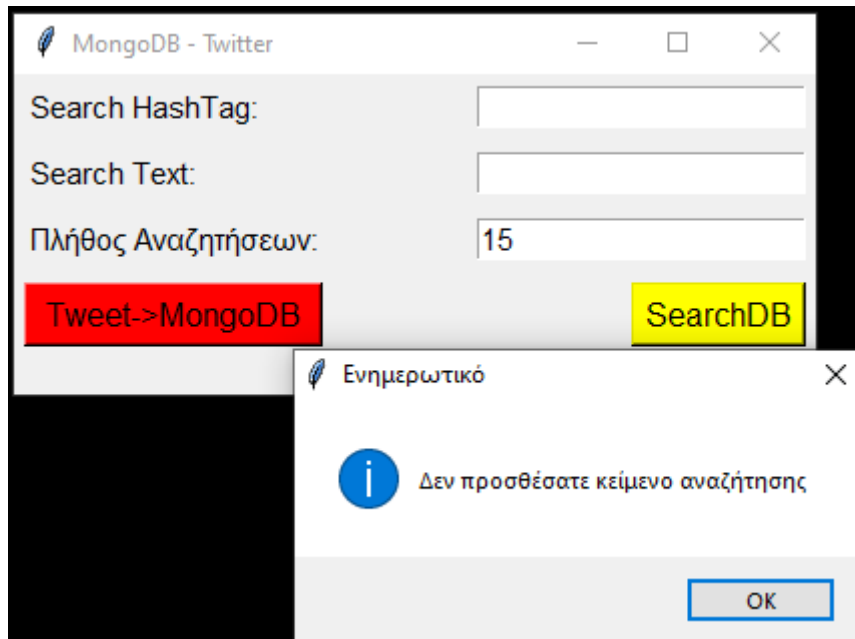 MongoDB - Twitter
Search HashTag:
Search Text:
Πλήθος Αναζητήσεων: 15
Tweet->MongoDB SearchDB
Ενημερωτικό
i Δεν προσθέσατε κείμενο αναζήτησης
OK